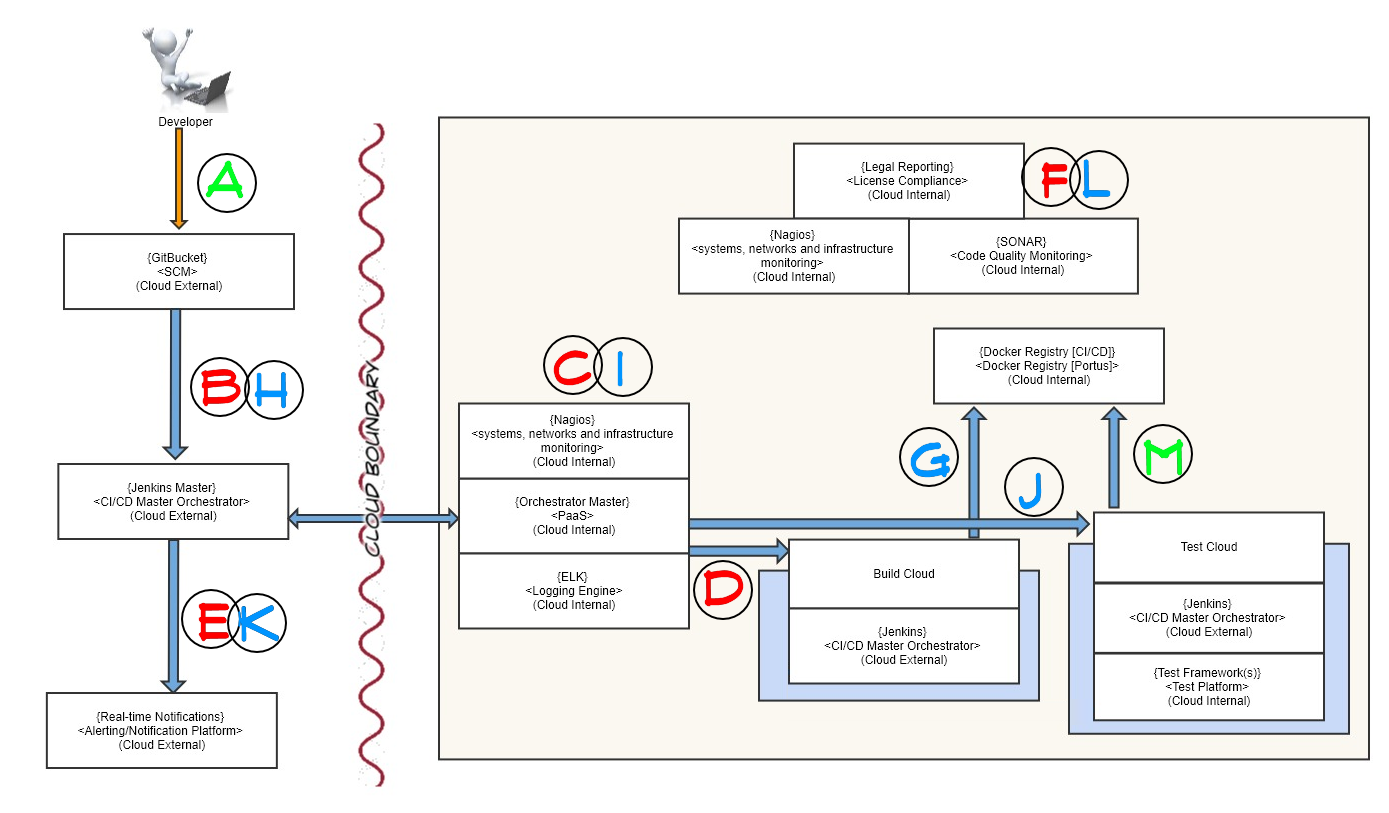 Developer
A
{GitBucket}
<SCM>
(Cloud External)
B H
{Jenkins Master}
<CI/CD Master Orchestrator>
(Cloud External)
E K
{Real-time Notifications}
<Alerting/Notification Platform>
(Cloud External)
CLOUD BOUNDARY
{Legal Reporting}
<License Compliance>
(Cloud Internal)
F L
{Nagios}
<systems, networks and infrastructure
monitoring>
(Cloud Internal)
{SONAR}
<Code Quality Monitoring>
(Cloud Internal)
{Docker Registry [CI/CD]}
<Docker Registry [Portus]>
(Cloud Internal)
C I
{Nagios}
<systems, networks and infrastructure
monitoring>
(Cloud Internal)
{Orchestrator Master}
<PaaS>
(Cloud Internal)
{ELK}
<Logging Engine>
(Cloud Internal)
D
G
J
M
Build Cloud
{Jenkins}
<CI/CD Master Orchestrator>
(Cloud External)
Test Cloud
{Jenkins}
<CI/CD Master Orchestrator>
(Cloud External)
{Test Framework(s)}
<Test Platform>
(Cloud Internal)